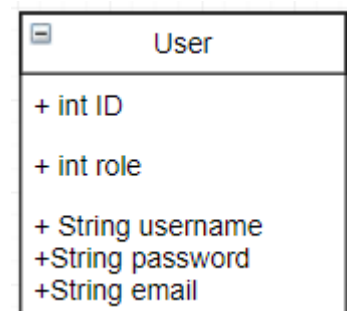 User
+ int ID
+ int role
+ String username
+String password
+String email